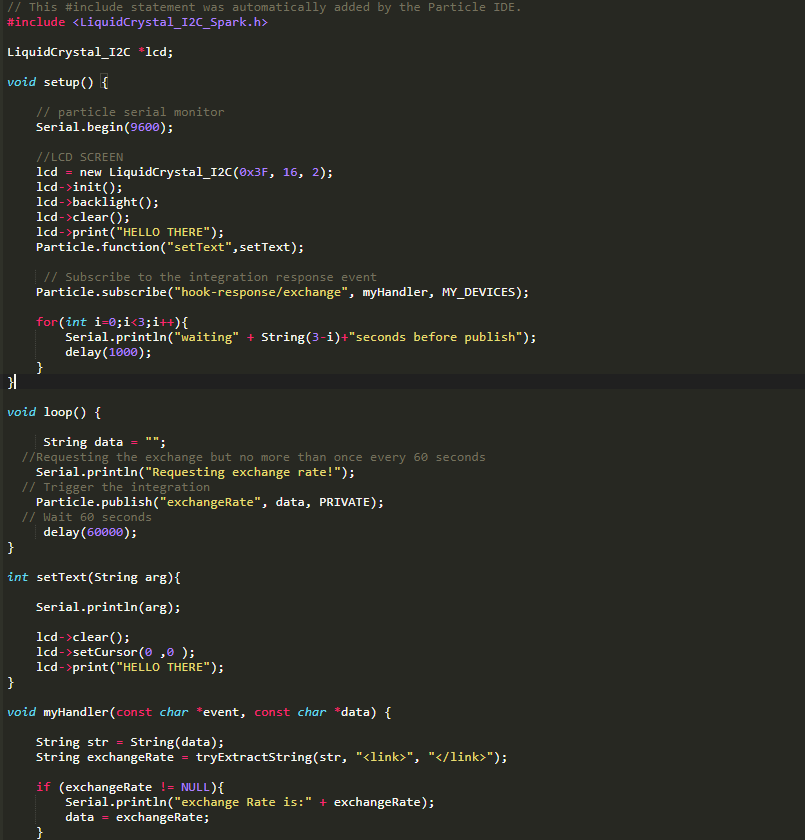 // This #include statement was automatically added by the Particle IDE.
#include <LiquidCrystal_I2C_Spark.h>

LiquidCrystal_I2C *lcd;

void setup() {

    // particle serial monitor
    Serial.begin(9600);

    //LCD SCREEN
    lcd = new LiquidCrystal_I2C(0x3F, 16, 2);
    lcd->init();
    lcd->backlight();
    lcd->clear();
    lcd->print("HELLO THERE");
    Particle.function("setText",setText);

     // Subscribe to the integration response event
    Particle.subscribe("hook-response/exchange", myHandler, MY_DEVICES);

    for(int i=0;i<3;i++){
        Serial.println("waiting" + String(3-i)+"seconds before publish");
        delay(1000);
    }
}

void loop() {

     String data = "";
  //Requesting the exchange but no more than once every 60 seconds
    Serial.println("Requesting exchange rate!");
  // Trigger the integration
    Particle.publish("exchangeRate", data, PRIVATE);
  // Wait 60 seconds
     delay(60000);
}

int setText(String arg){

    Serial.println(arg);

    lcd->clear();
    lcd->setCursor(0 ,0 );
    lcd->print("HELLO THERE");
}

void myHandler(const char *event, const char *data) {

    String str = String(data);
    String exchangeRate = tryExtractString(str, "<link>", "</link>");

    if (exchangeRate != NULL){
        Serial.println("exchange Rate is:" + exchangeRate);
        data = exchangeRate;
    }